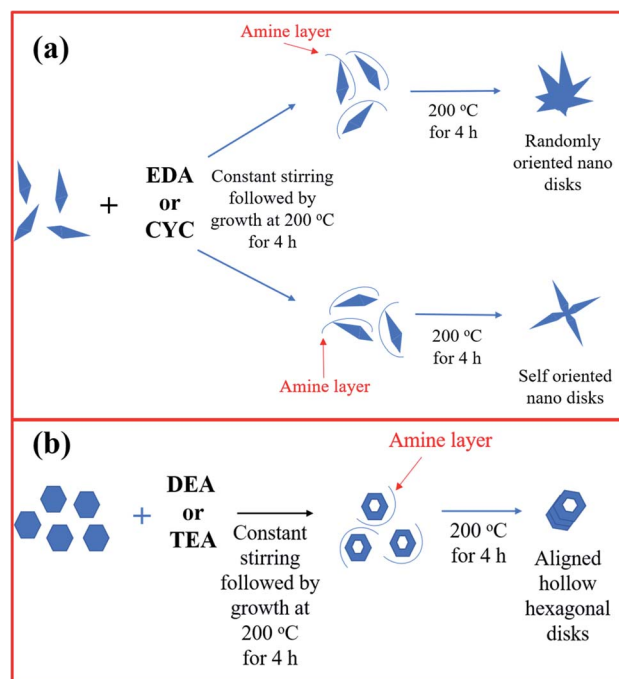 (a)
Amine layer
200 °C
for 4 h
Randomly
oriented nano
disks
+
EDA
or
CYC
Constant stirring
followed by
growth at 200 °C
for 4 h
Amine layer
200 °C
for 4 h
Self oriented
nano disks
(b)
Amine layer
+
DEA
or
TEA
Constant
stirring
followed by
growth at
200 °C
for 4 h
200 °C
for 4 h
Aligned
hollow
hexagonal
disks